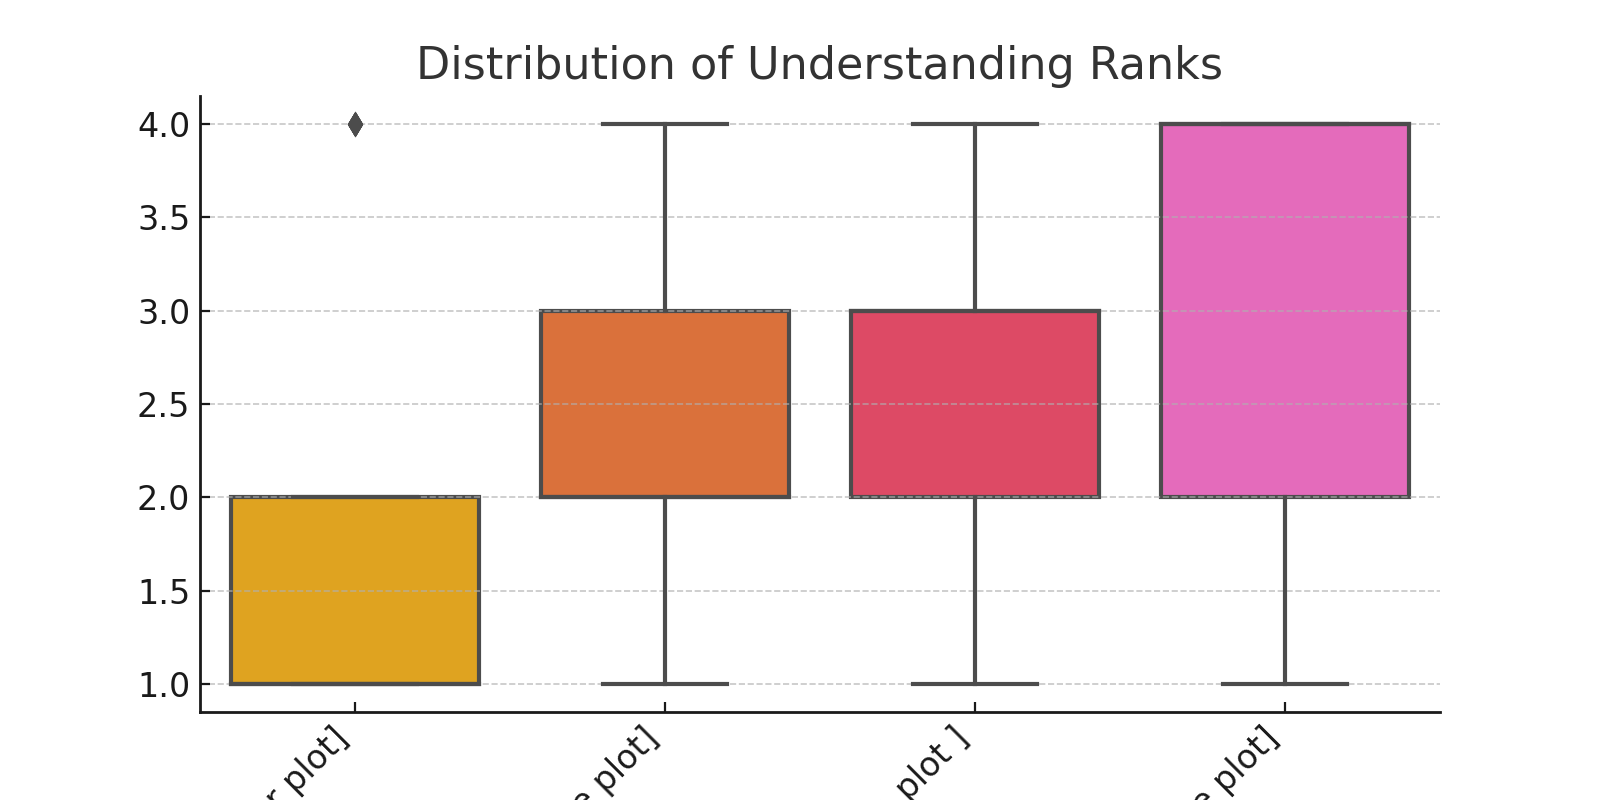 Distribution of Understanding Ranks
4.0
3.5
3.0
2.5
2.0
1.5
1.0
plot]
plot]
plot ]
plot]